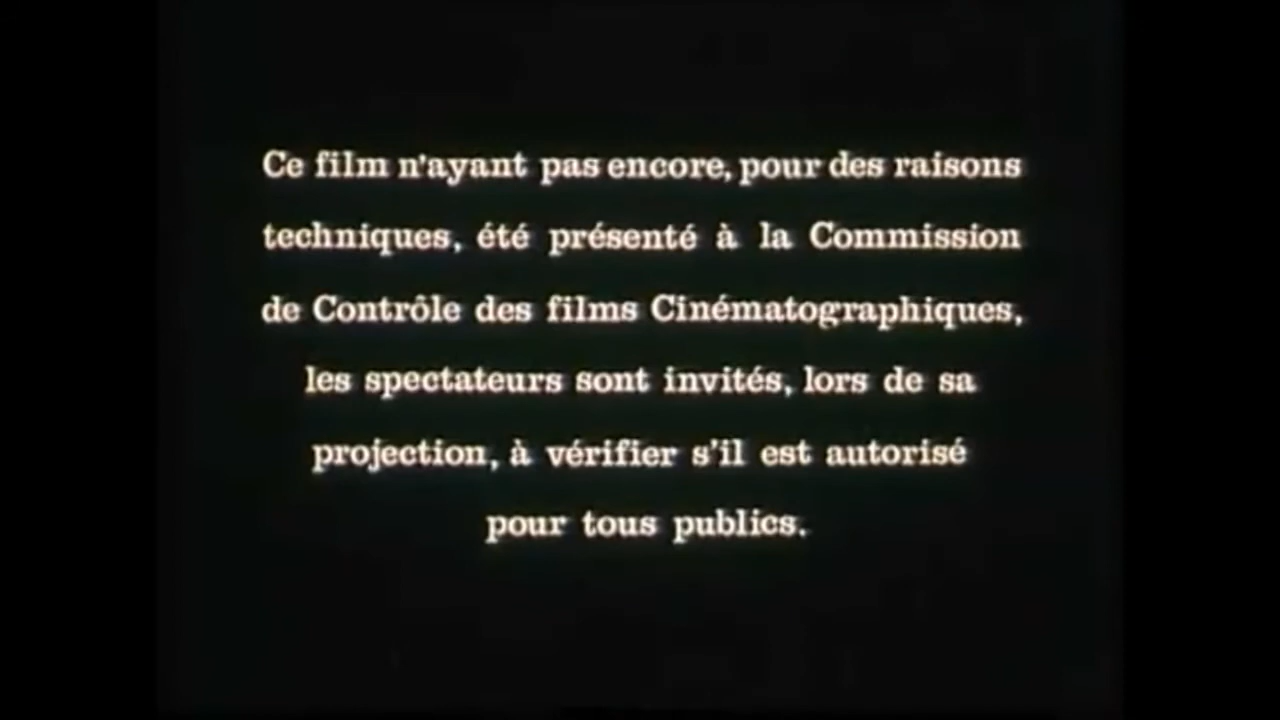 Ce film n'ayant pas encore, pour des raisons
techniques, été présenté à la Commission
de Contrôle des films Cinématographiques,
les spectateurs sont invités, lors de sa
projection, à vérifier s'il est autorisé
pour tous publics.